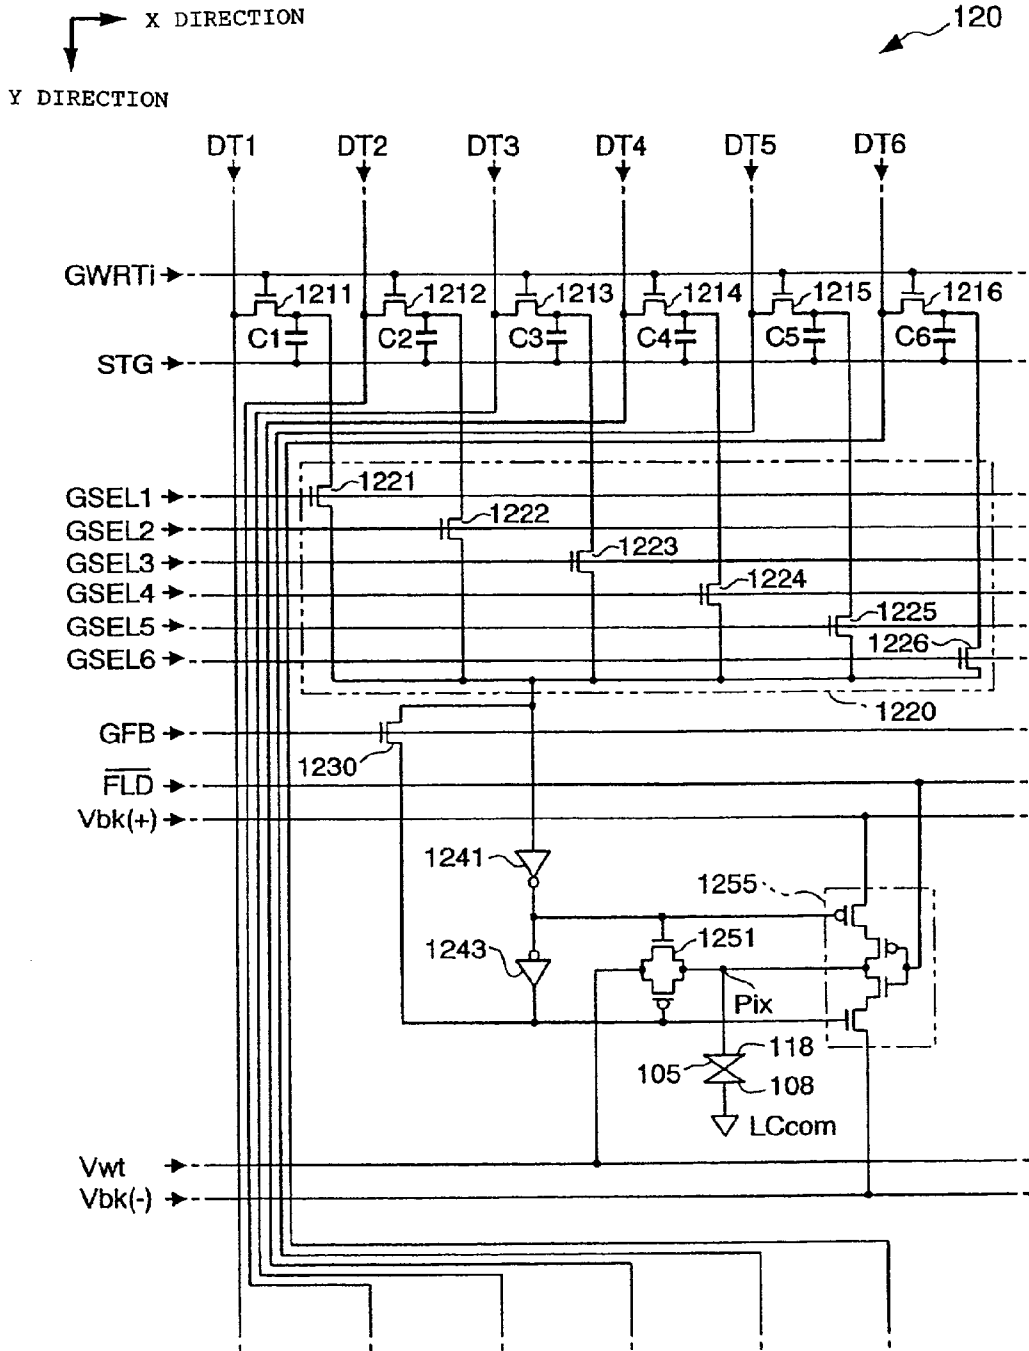 X DIRECTION
120
Y DIRECTION
DT1 DT2 DT3 DT4 DT5 DT6
GWRTi
1211 1212 1213 1214 1215 1216
C1 C2 C3 C4 C5 C6
STG
GSEL1 1221
GSEL2 1222
GSEL3 1223
GSEL4 1224
GSEL5 1225
GSEL6 1226
1220
GFB
1230
FLD
Vbk(+)
1241
1255
1243 1251
Pix
118
105
108
LCcom
Vwt
Vbk(-)